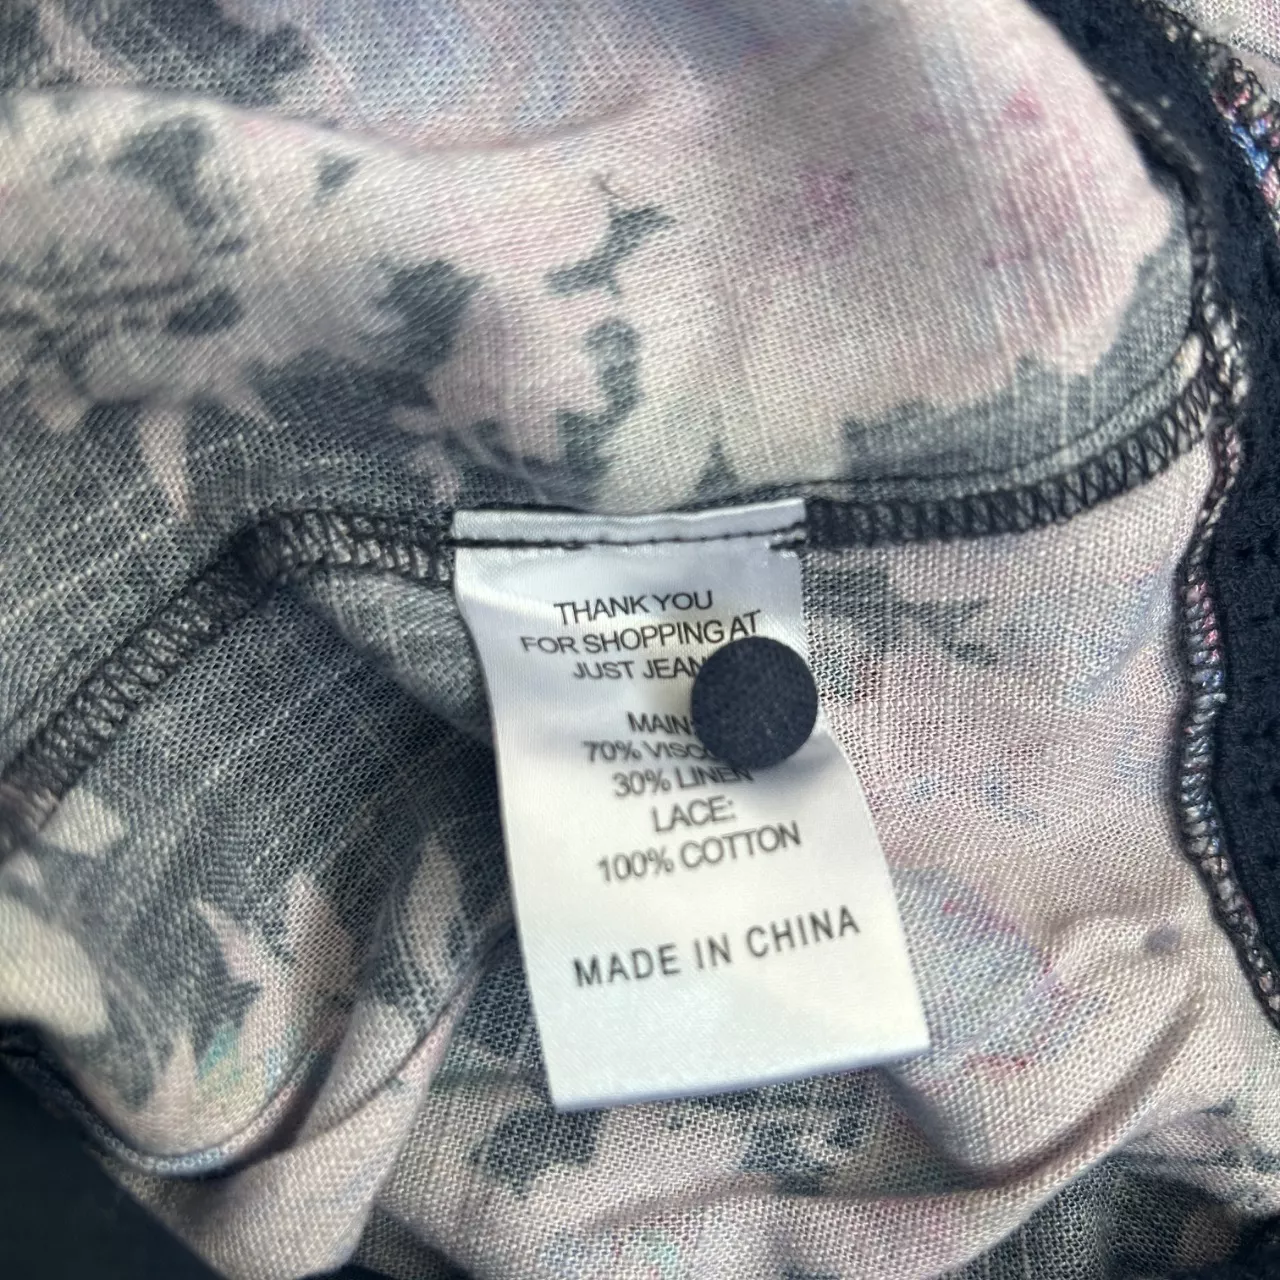 THANK YOU
FOR SHOPPING AT
JUST JEAN
MAIN:
70% VISC
30% LINEN
LACE:
100% COTTON
MADE IN CHINA